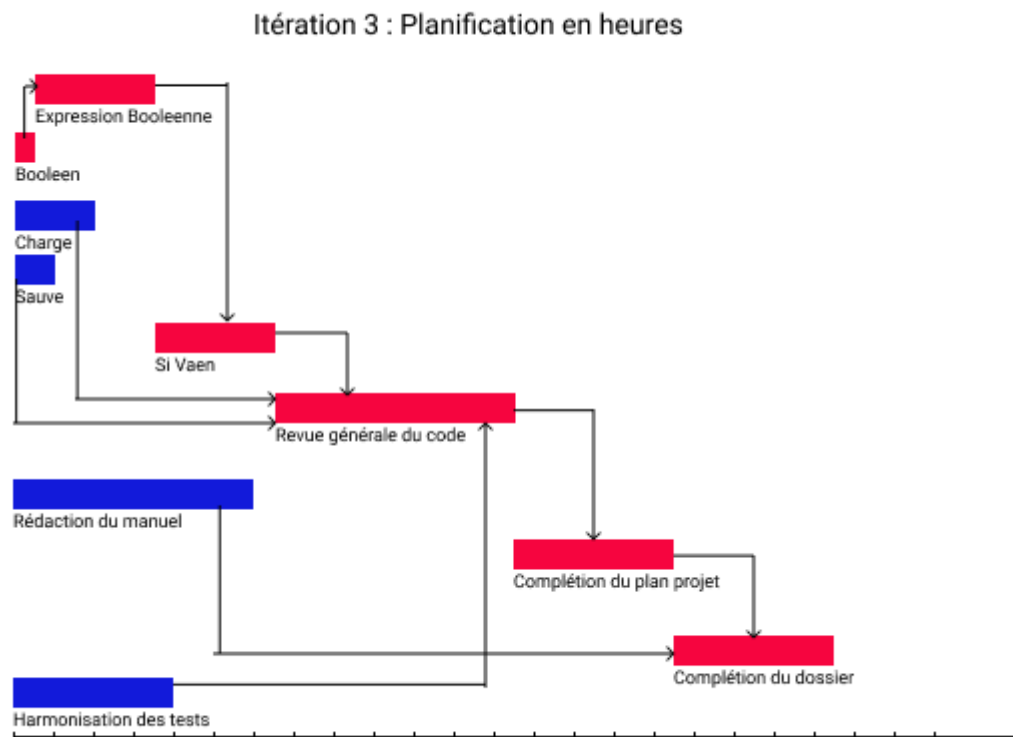 Itération 3 : Planification en heures
Expression Booleenne
Booleen
Charge
Sauve
Si Vaen
Revue générale du code
Rédaction du manuel
Complétion du plan projet
Complétion du dossier
Harmonisation des tests